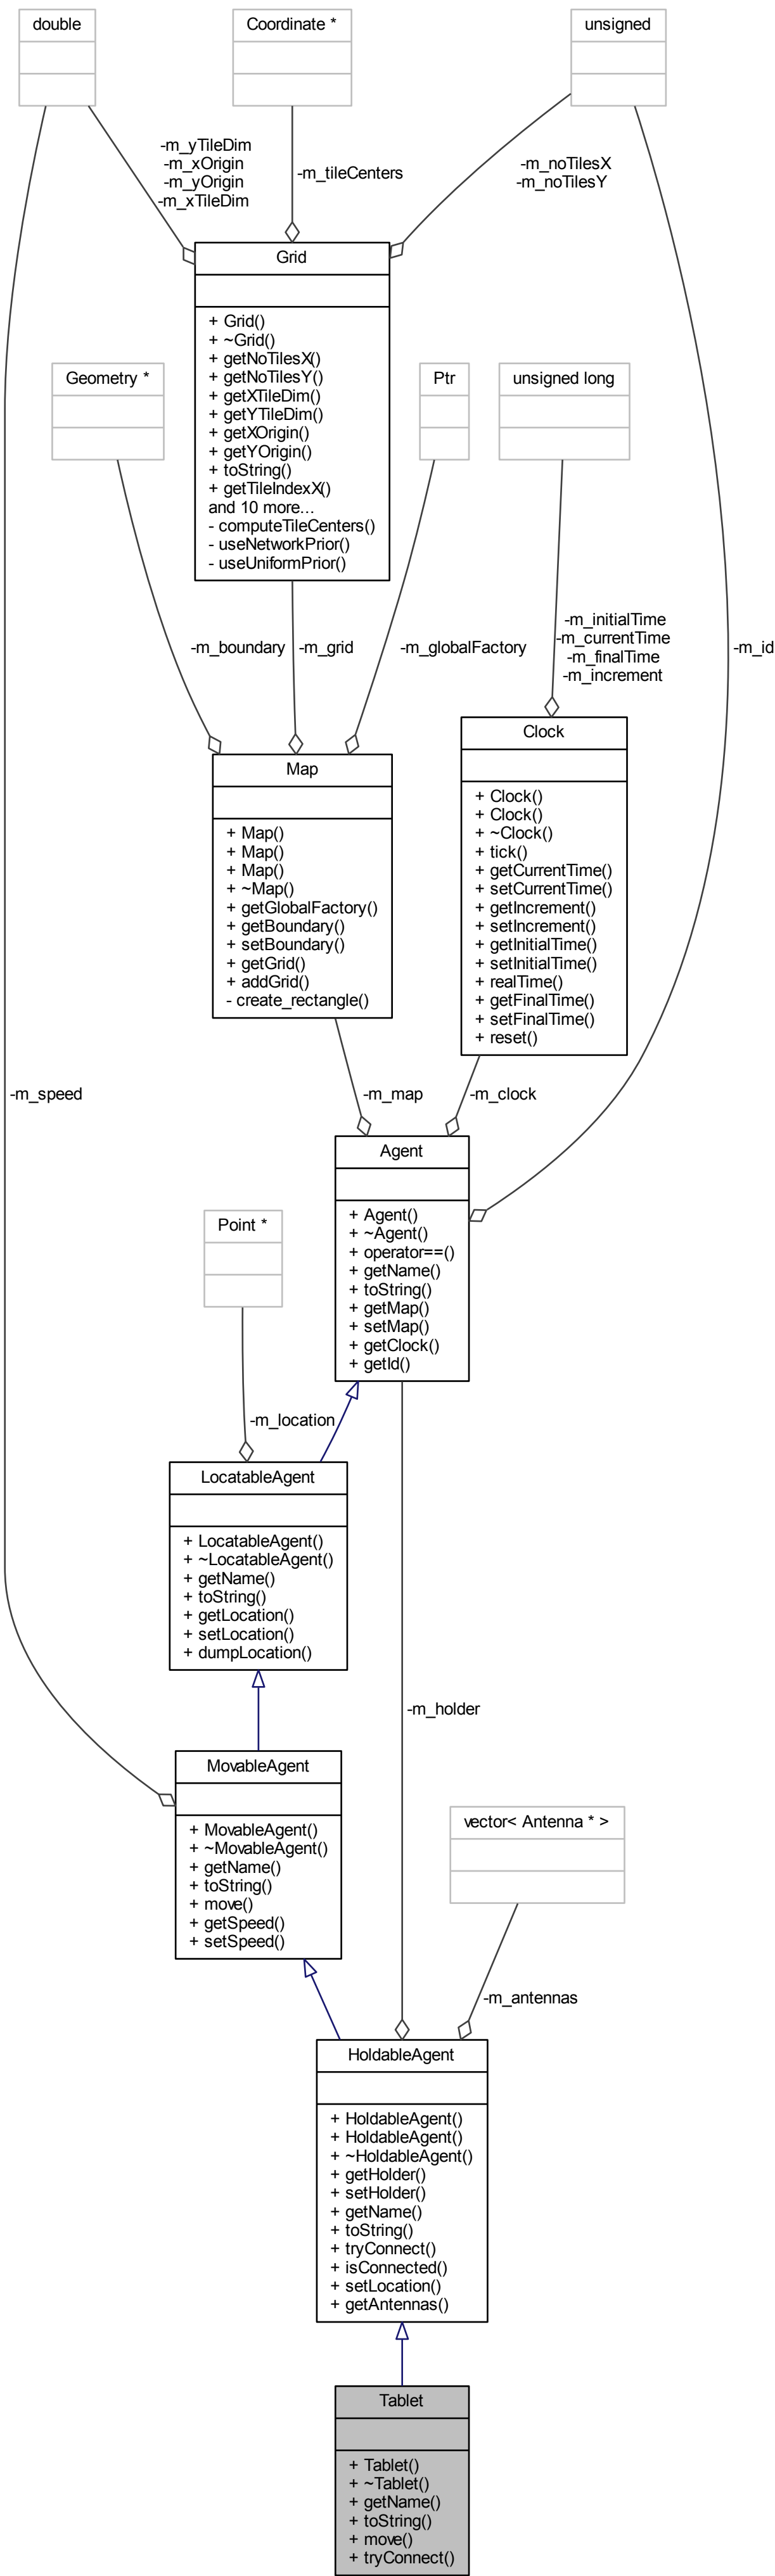 double
Coordinate *
unsigned
-m_yTileDim
-m_xOrigin
-m_yOrigin
-m_xTileDim
-m_tileCenters
-m_noTilesX
-m_noTilesY
Grid
+ Grid()
+ ~Grid()
+ getNoTilesX()
+ getNoTilesY()
+ getXTileDim()
+ getYTileDim()
+ getXOrigin()
+ getYOrigin()
+ toString()
+ getTileIndexX()
and 10 more...
- computeTileCenters()
- useNetworkPrior()
- useUniformPrior()
Geometry *
Ptr
unsigned long
-m_boundary
-m_grid
-m_globalFactory
-m_initialTime
-m_currentTime
-m_finalTime
-m_increment
-m_id
Map
+ Map()
+ Map()
+ Map()
+ ~Map()
+ getGlobalFactory()
+ getBoundary()
+ setBoundary()
+ getGrid()
+ addGrid()
- create_rectangle()
Clock
+ Clock()
+ Clock()
+ ~Clock()
+ tick()
+ getCurrentTime()
+ setCurrentTime()
+ getIncrement()
+ setIncrement()
+ getInitialTime()
+ setInitialTime()
+ realTime()
+ getFinalTime()
+ setFinalTime()
+ reset()
-m_speed
-m_map
-m_clock
Agent
+ Agent()
+ ~Agent()
+ operator==()
+ getName()
+ toString()
+ getMap()
+ setMap()
+ getClock()
+ getId()
Point *
-m_location
LocatableAgent
+ LocatableAgent()
+ ~LocatableAgent()
+ getName()
+ toString()
+ getLocation()
+ setLocation()
+ dumpLocation()
-m_holder
MovableAgent
+ MovableAgent()
+ ~MovableAgent()
+ getName()
+ toString()
+ move()
+ getSpeed()
+ setSpeed()
vector< Antenna * >
-m_antennas
HoldableAgent
+ HoldableAgent()
+ HoldableAgent()
+ ~HoldableAgent()
+ getHolder()
+ setHolder()
+ getName()
+ toString()
+ tryConnect()
+ isConnected()
+ setLocation()
+ getAntennas()
Tablet
+ Tablet()
+ ~Tablet()
+ getName()
+ toString()
+ move()
+ tryConnect()